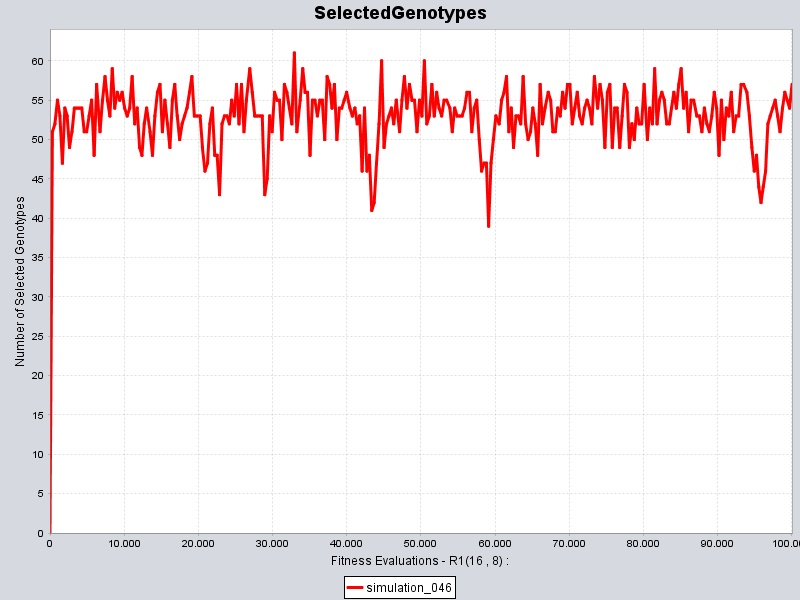 SelectedGenotypes
Number of Selected Genotypes
60
55
50
45
40
35
30
25
20
15
10
5
0
0 10.000 20.000 30.000 40.000 50.000 60.000 70.000 80.000 90.000 100.00
Fitness Evaluations - R1(16 , 8) :
simulation_046